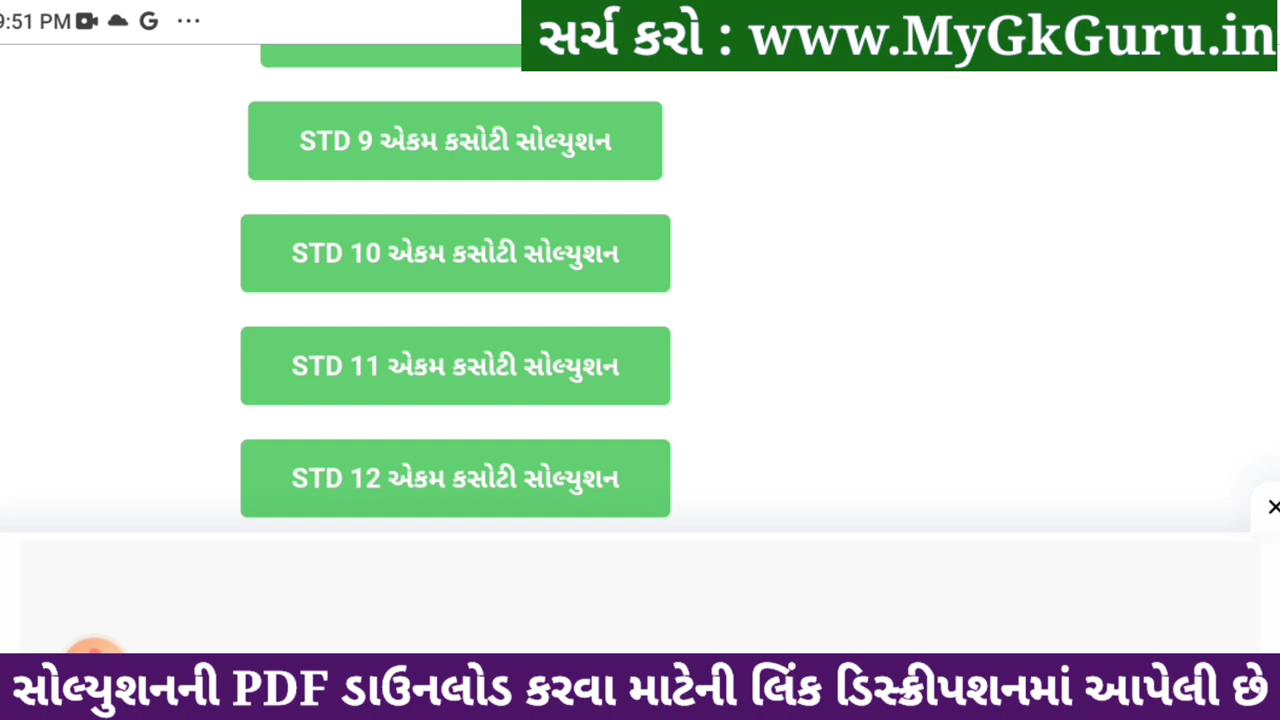 9:51 PM
સર્ચ કરો : www.MyGkGuru.in
STD 9 એકમ કસોટી સોલ્યુશન
STD 10 એકમ કસોટી સોલ્યુશન
STD 11 એકમ કસોટી સોલ્યુશન
STD 12 એકમ કસોટી સોલ્યુશન
સોલ્યુશનની PDF ડાઉનલોડ કરવા માટેની લિંક ડિસ્ક્રીપશનમાં આપેલી છે